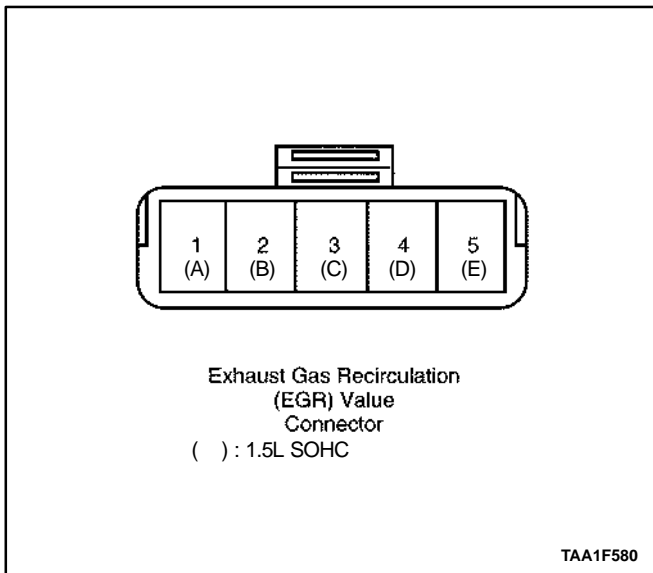 1 2 3 4 5
(A) (B) (C) (D) (E)
Exhaust Gas Recirculation
(EGR) Value
Connector
( ) : 1.5L SOHC
TAA1F580